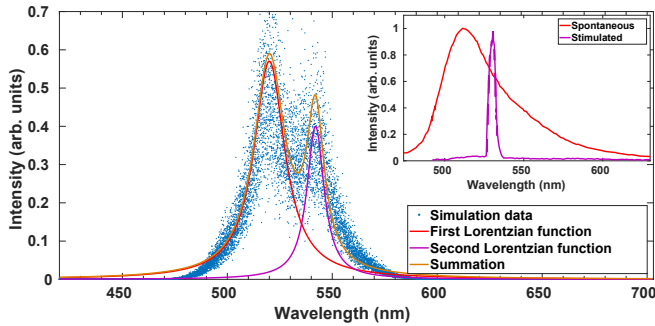 0.7
0.6
0.5
0.4
0.3
0.2
0.1
0
Intensity (arb. units)
450
500
550
600
650
700
Wavelength (nm)
Simulation data
First Lorentzian function
Second Lorentzian function
Summation
1
0.8
0.6
0.4
0.2
0
Intensity (arb. units)
500
550
600
Wavelength (nm)
Spontaneous
Stimulated